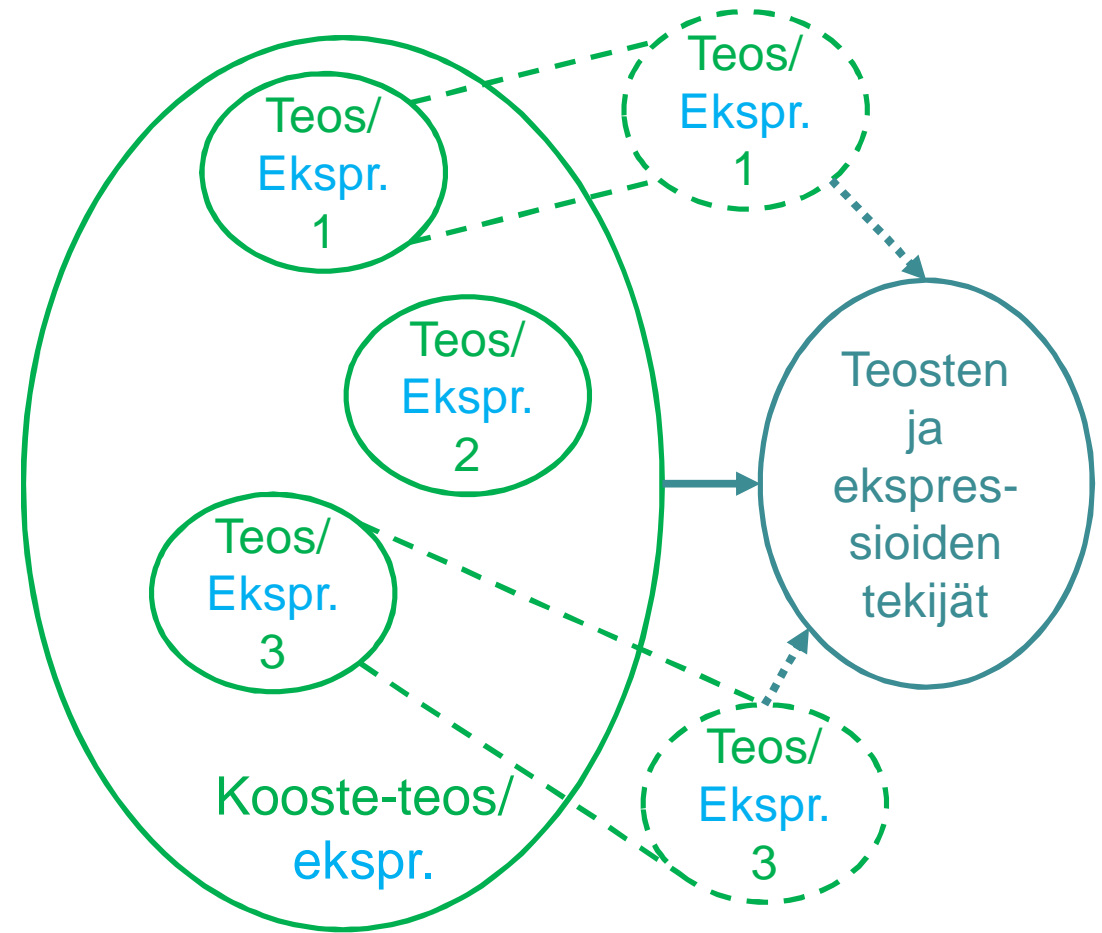 Teos/
Ekspr.
1
Teos/
Ekspr.
1
Teos/
Ekspr.
2
Teosten
ja
ekspres-
sioiden
tekijät
Teos/
Ekspr.
3
Teos/
Ekspr.
3
Kooste-teos/
ekspr.